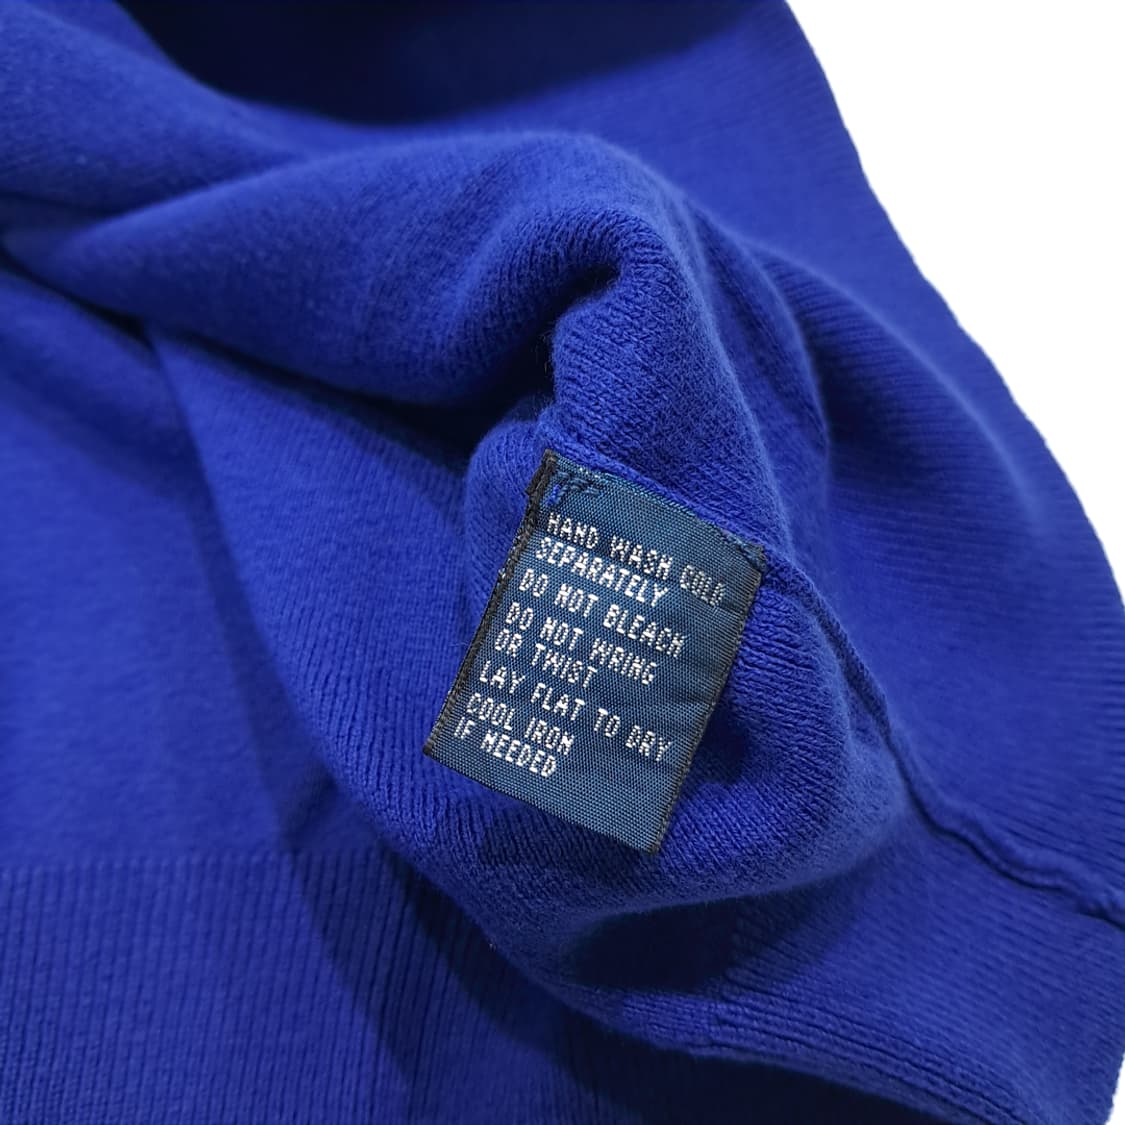 HAND WASH COLD
SEPARATELY
DO NOT BLEACH
DO NOT WRING
OR TWIST
LAY FLAT TO DRY
COOL IRON
IF NEEDED